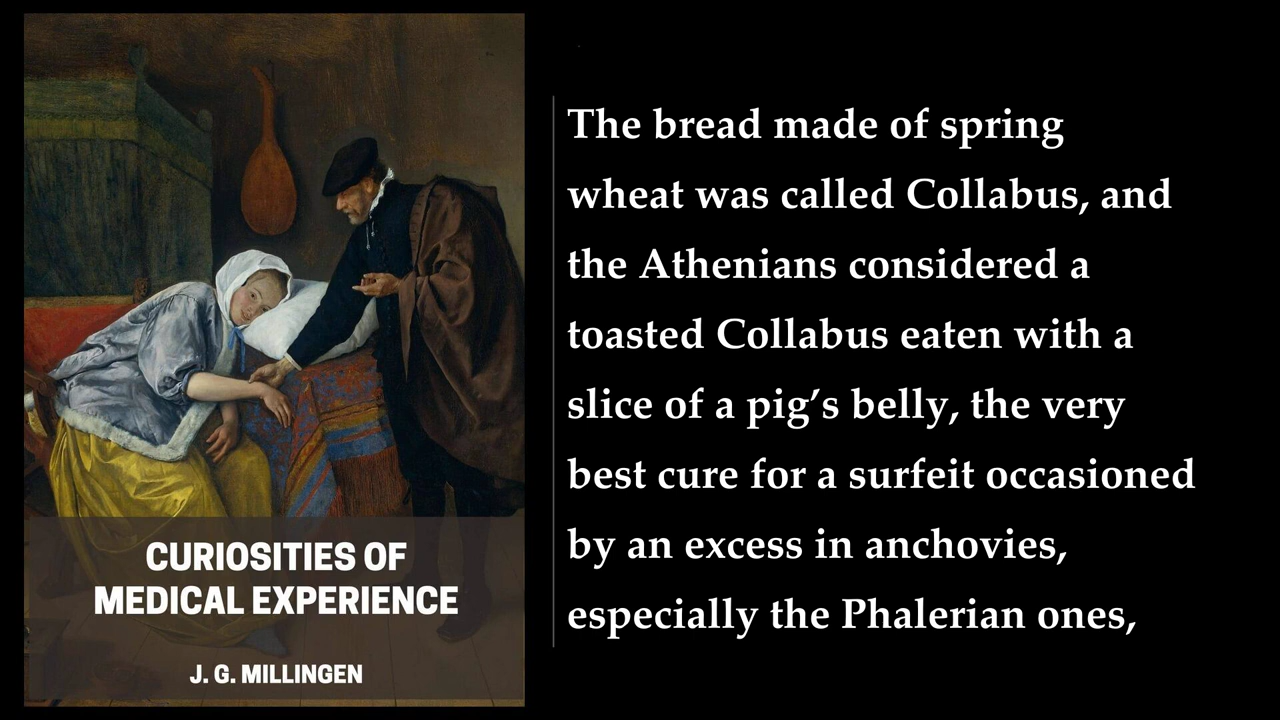 The bread made of spring
wheat was called Collabus, and
the Athenians considered a
toasted Collabus eaten with a
slice of a pig’s belly, the very
best cure for a surfeit occasioned
by an excess in anchovies,
especially the Phalerian ones,
CURIOSITIES OF
MEDICAL EXPERIENCE
J. G. MILLINGEN